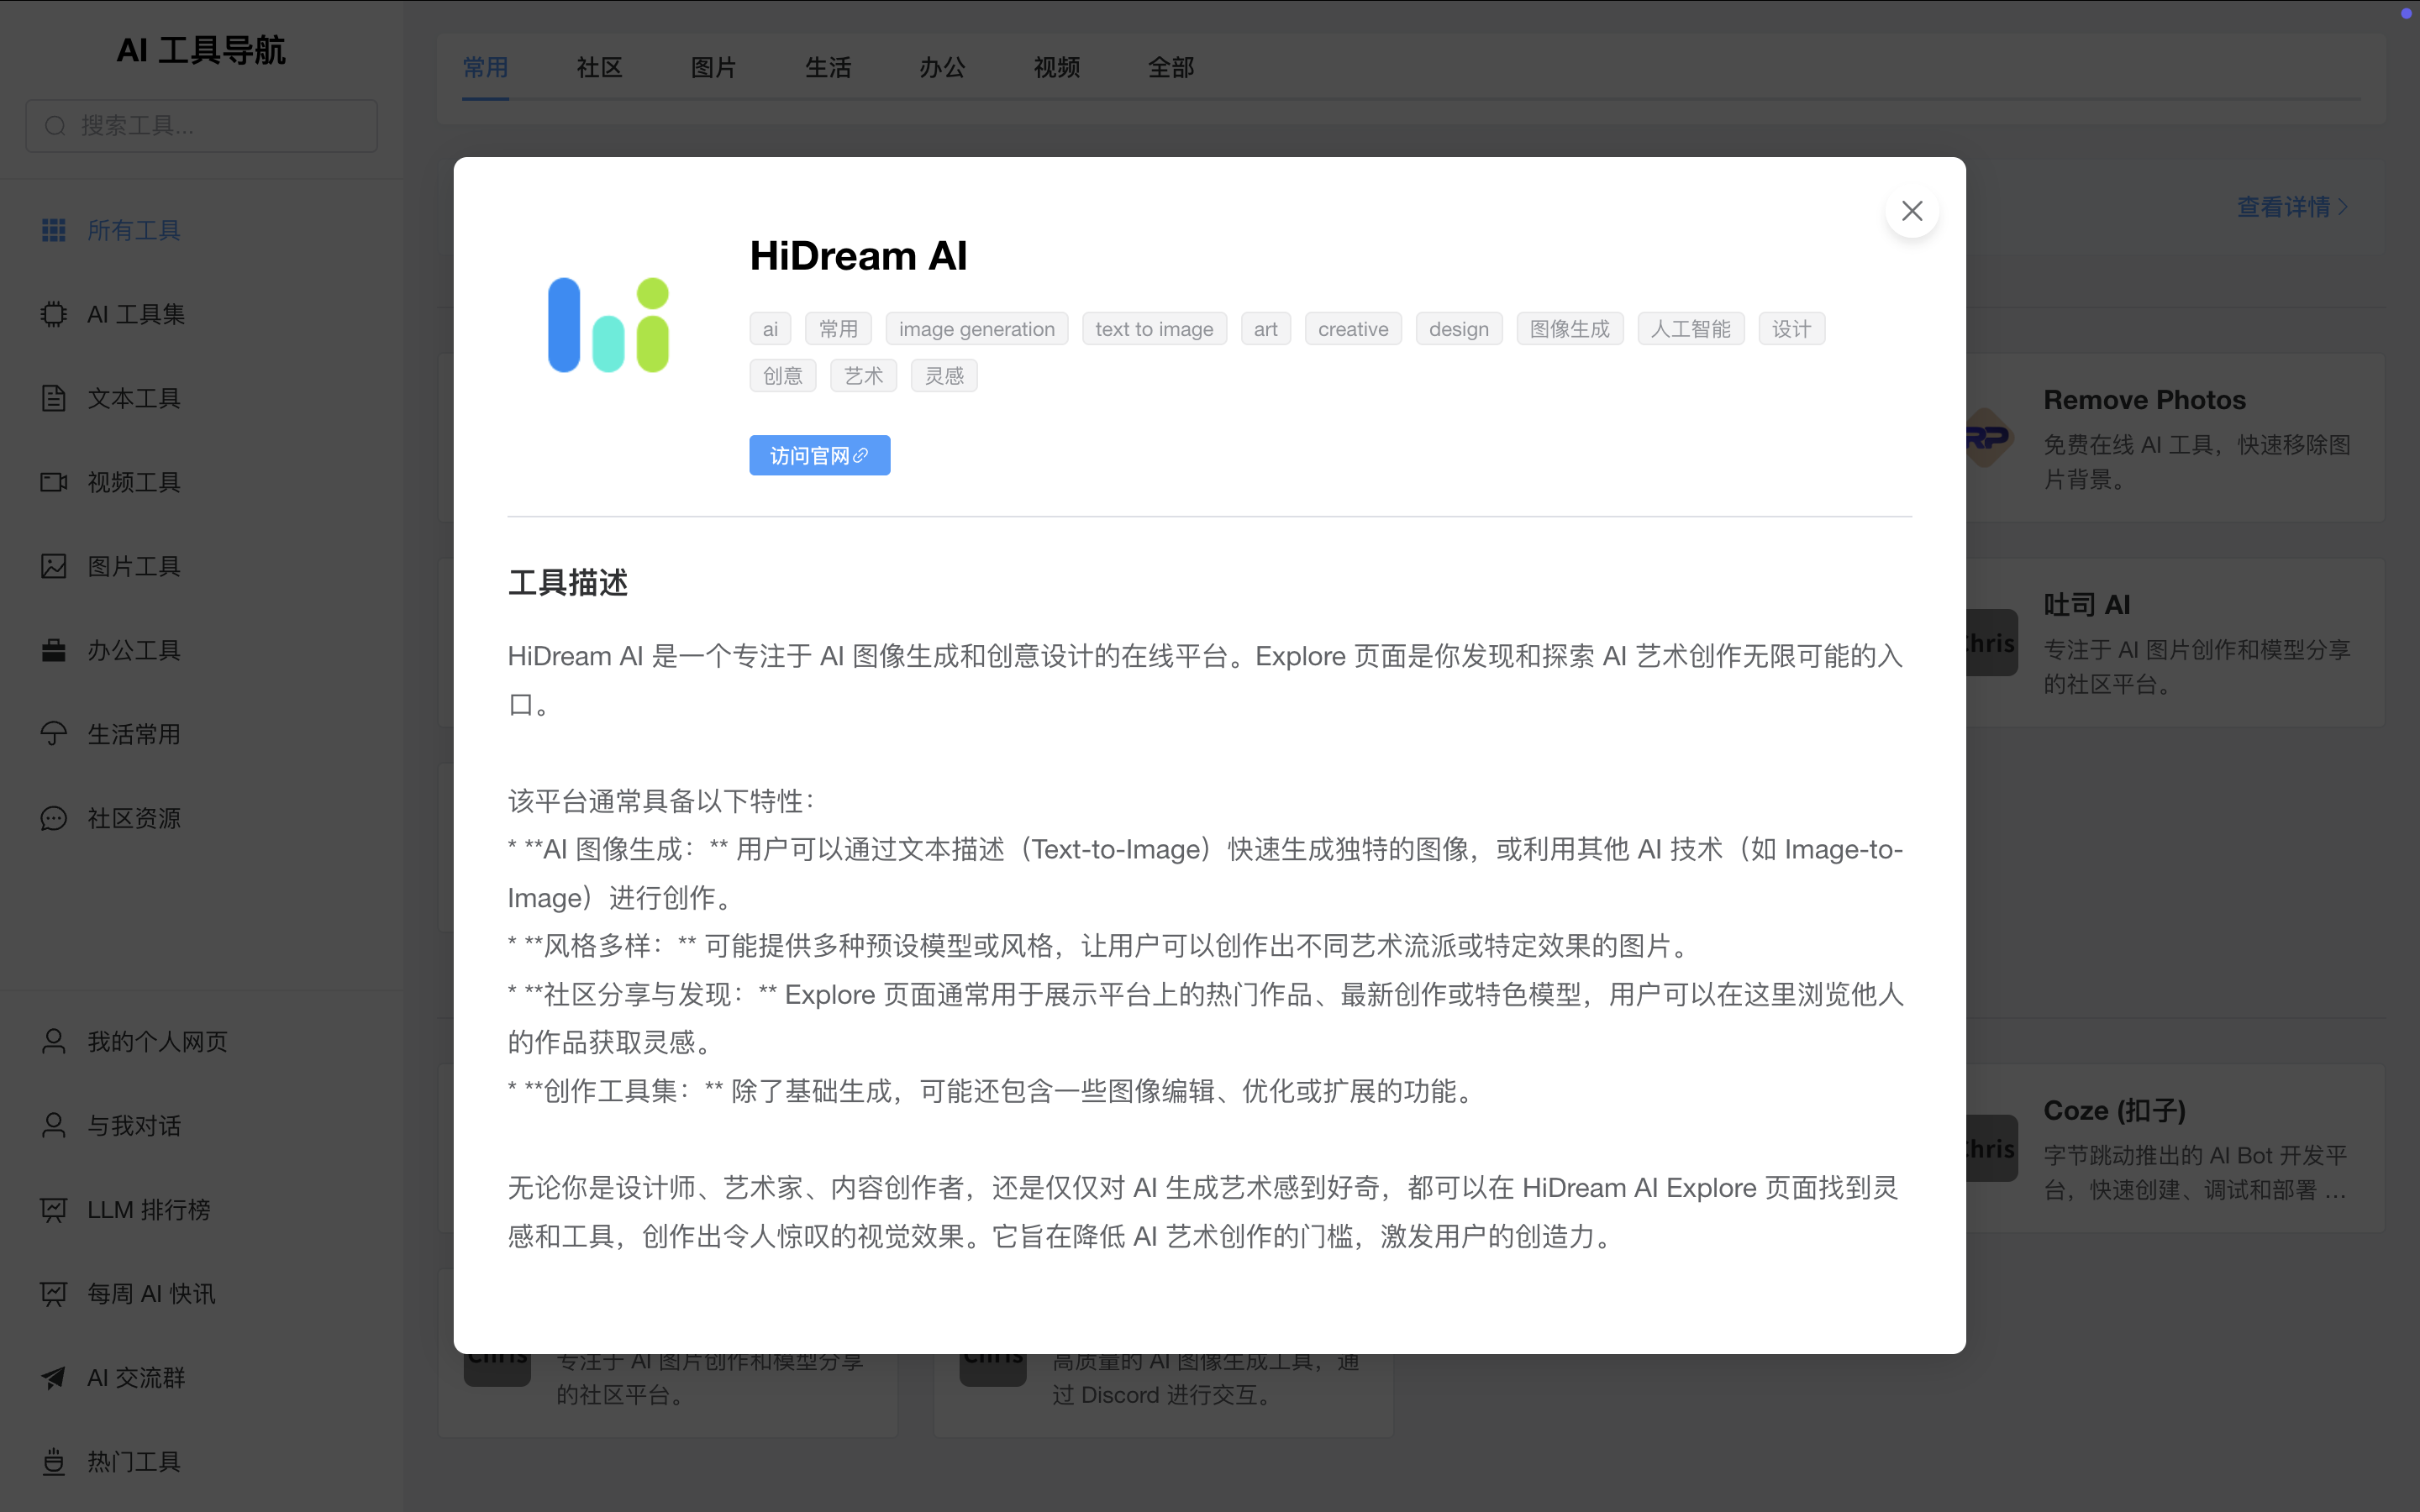 AI 工具导航
搜索工具...
所有工具
AI 工具集
文本工具
视频工具
图片工具
办公工具
生活常用
社区资源
我的个人网页
与我对话
LLM 排行榜
每周 AI 快讯
AI 交流群
热门工具
常用 社区 图片 生活 办公 视频 全部
查看详情
HiDream AI
ai 常用 image generation text to image art creative design 图像生成 人工智能 设计
创意 艺术 灵感
访问官网
工具描述
HiDream AI 是一个专注于 AI 图像生成和创意设计的在线平台。Explore 页面是你发现和探索 AI 艺术创作无限可能的入
口。
该平台通常具备以下特性：
* **AI 图像生成：** 用户可以通过文本描述（Text-to-Image）快速生成独特的图像，或利用其他 AI 技术（如 Image-to-
Image）进行创作。
* **风格多样：** 可能提供多种预设模型或风格，让用户可以创作出不同艺术流派或特定效果的图片。
* **社区分享与发现：** Explore 页面通常用于展示平台上的热门作品、最新创作或特色模型，用户可以在这里浏览他人
的作品获取灵感。
* **创作工具集：** 除了基础生成，可能还包含一些图像编辑、优化或扩展的功能。
无论你是设计师、艺术家、内容创作者，还是仅仅对 AI 生成艺术感到好奇，都可以在 HiDream AI Explore 页面找到灵
感和工具，创作出令人惊叹的视觉效果。它旨在降低 AI 艺术创作的门槛，激发用户的创造力。
RP
Remove Photos
免费在线 AI 工具，快速移除图
片背景。
hris
吐司 AI
专注于 AI 图片创作和模型分享
的社区平台。
hris
Coze (扣子)
字节跳动推出的 AI Bot 开发平
台，快速创建、调试和部署 ...
Chris
专注于 AI 图片创作和模型分享
的社区平台。
Chris
高质量的 AI 图像生成工具，通
过 Discord 进行交互。